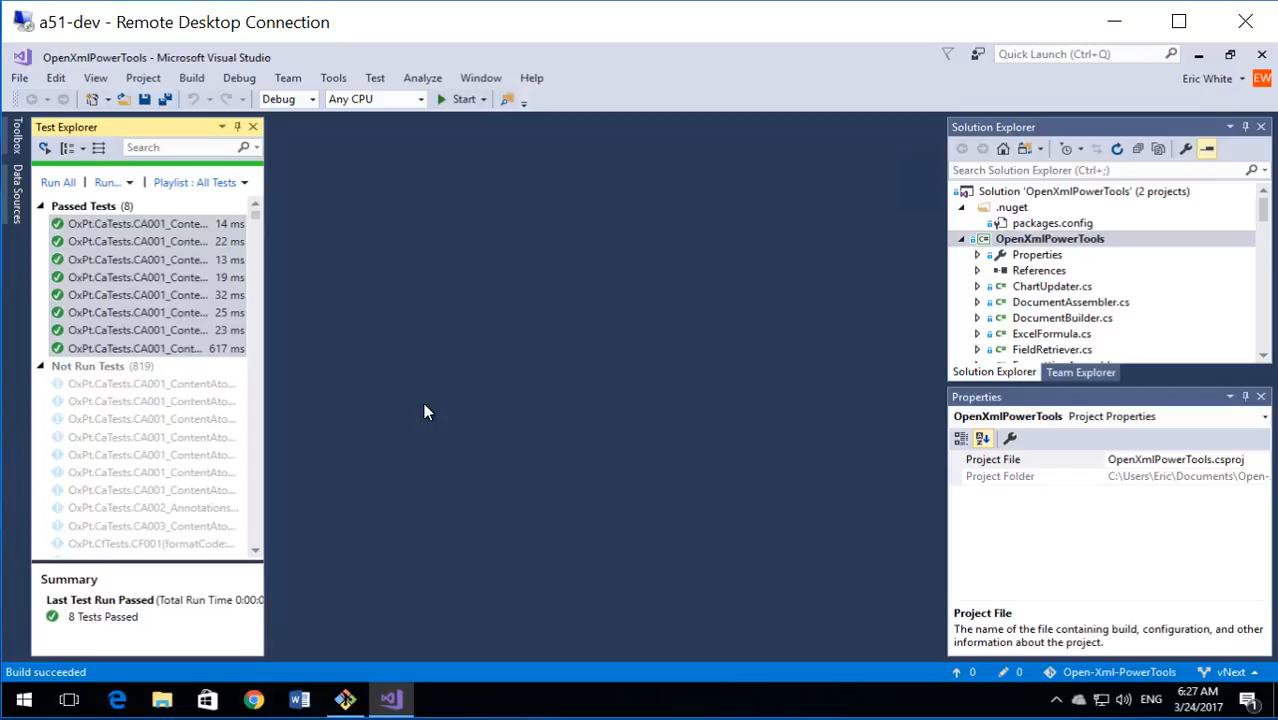 a51-dev - Remote Desktop Connection
OpenXmlPowerTools - Microsoft Visual Studio
Quick Launch (Ctrl+Q)
File Edit View Project Build Debug Team Tools Test Analyze Window Help
Eric White EW
Debug Any CPU Start
Toolbox
Data Sources
Test Explorer
Search
Run All Run... Playlist : All Tests
Passed Tests (8)
OxPt.CaTests.CA001_Conte... 14 ms
OxPt.CaTests.CA001_Conte... 22 ms
OxPt.CaTests.CA001_Conte... 13 ms
OxPt.CaTests.CA001_Conte... 19 ms
OxPt.CaTests.CA001_Conte... 32 ms
OxPt.CaTests.CA001_Conte... 25 ms
OxPt.CaTests.CA001_Conte... 23 ms
OxPt.CaTests.CA001_Cont... 617 ms
Not Run Tests (819)
OxPt.CaTests.CA001_ContentAto...
OxPt.CaTests.CA001_ContentAto...
OxPt.CaTests.CA001_ContentAto...
OxPt.CaTests.CA001_ContentAto...
OxPt.CaTests.CA001_ContentAto...
OxPt.CaTests.CA001_ContentAto...
OxPt.CaTests.CA001_ContentAto...
OxPt.CaTests.CA002_Annotations...
OxPt.CaTests.CA003_ContentAto...
OxPt.CfTests.CF001(formatCode:...
Summary
Last Test Run Passed (Total Run Time 0:00:0
8 Tests Passed
Solution Explorer
Search Solution Explorer (Ctrl+;)
Solution 'OpenXmlPowerTools' (2 projects)
.nuget
packages.config
C# OpenXmlPowerTools
Properties
References
C# ChartUpdater.cs
C# DocumentAssembler.cs
C# DocumentBuilder.cs
C# ExcelFormula.cs
C# FieldRetriever.cs
Solution Explorer Team Explorer
Properties
OpenXmlPowerTools Project Properties
Project File OpenXmlPowerTools.csproj
Project Folder C:\Users\Eric\Documents\Open-
Project File
The name of the file containing build, configuration, and other
information about the project.
Build succeeded 0 0 Open-Xml-PowerTools vNext
ENG 6:27 AM
3/24/2017
1